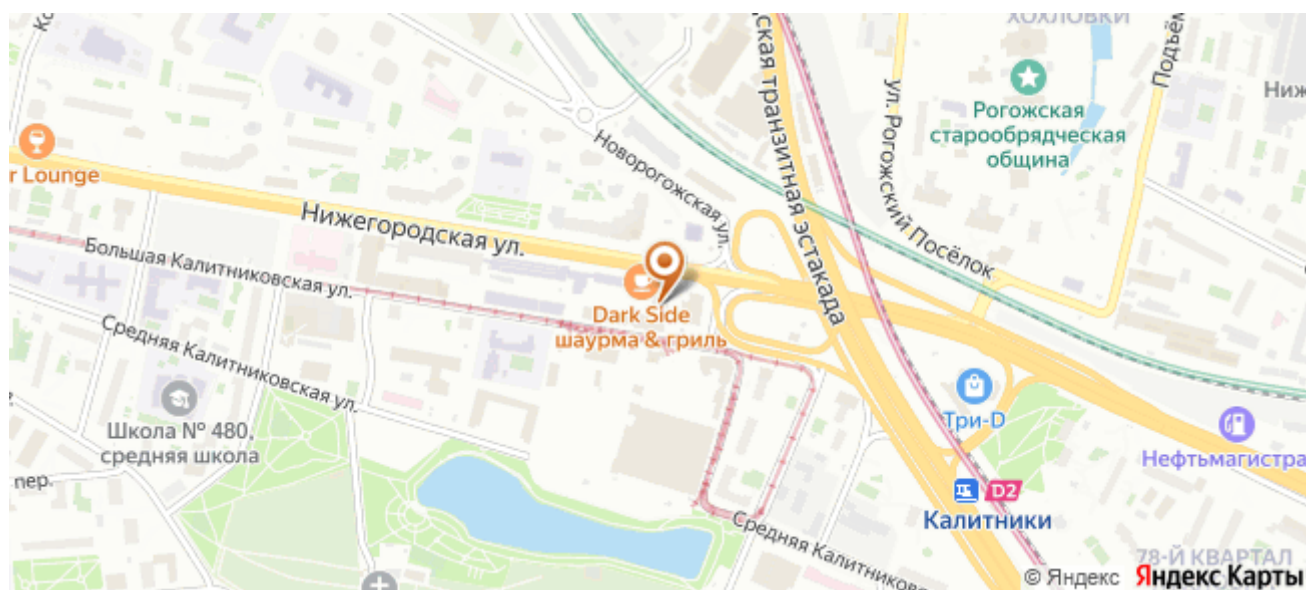 ХОХЛОВКИ
Рогожская
старообрядческая
община
Подъём
Ниж
ская транзитная эстакада
ул. Рогожский Посёлок
Новорогожская ул.
r Lounge
Нижегородская ул.
Большая Калитниковская ул.
Dark Side
шаурма & гриль
Средняя Калитниковская ул.
Школа № 480,
средняя школа
Три-D
Нефтьмагистра
пер.
D2
Калитники
Средняя Калитников
78-Й КВАРТАЛ
© Яндекс Яндекс Карты